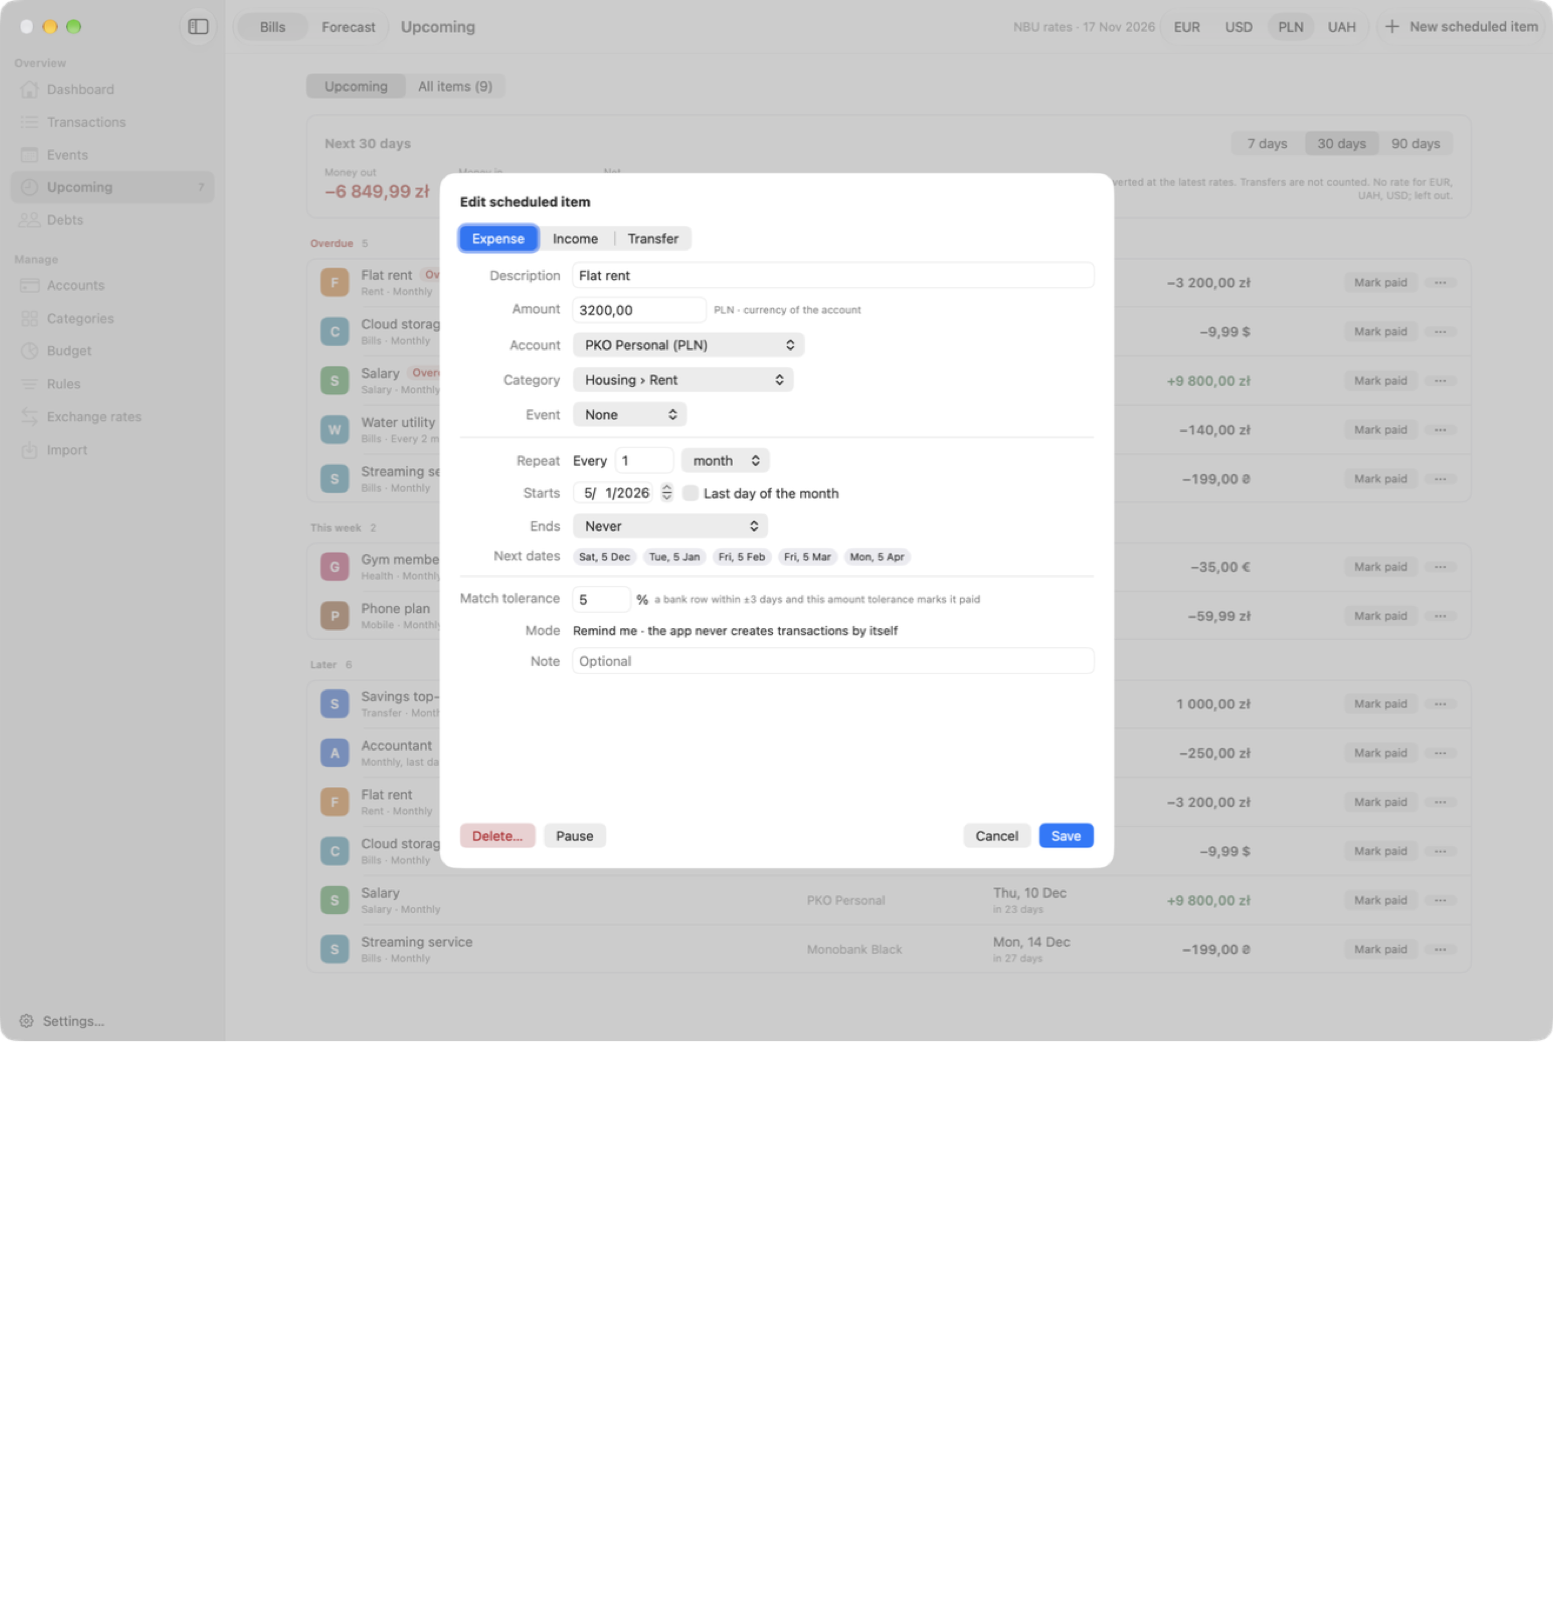 Bills
Forecast
Upcoming
NBU rates · 17 Nov 2026
EUR
USD
PLN
UAH
New scheduled item
Overview
Dashboard
Transactions
Events
Upcoming
7
Debts
Manage
Accounts
Categories
Budget
Rules
Exchange rates
Import
Settings...
Upcoming
All items (9)
Next 30 days
7 days
30 days
90 days
Money out
−6 849,99 zł
verted at the latest rates. Transfers are not counted. No rate for EUR,
UAH, USD; left out.
Overdue 5
Flat rent
Rent · Monthly
−3 200,00 zł
Mark paid
Cloud storag
Bills · Monthly
−9,99 $
Mark paid
Salary
Salary · Monthly
+9 800,00 zł
Mark paid
Water utility
Bills · Every 2 m
−140,00 zł
Mark paid
Streaming se
Bills · Monthly
−199,00 ₴
Mark paid
This week 2
Gym membe
Health · Monthly
−35,00 €
Mark paid
Phone plan
Mobile · Monthly
−59,99 zł
Mark paid
Later 6
Savings top-
Transfer · Month
1 000,00 zł
Mark paid
Accountant
Monthly, last da
−250,00 zł
Mark paid
Flat rent
Rent · Monthly
−3 200,00 zł
Mark paid
Cloud storag
Bills · Monthly
−9,99 $
Mark paid
Salary
Salary · Monthly
PKO Personal
Thu, 10 Dec
in 23 days
+9 800,00 zł
Mark paid
Streaming service
Bills · Monthly
Monobank Black
Mon, 14 Dec
in 27 days
−199,00 ₴
Mark paid
Edit scheduled item
Expense
Income
Transfer
Description
Flat rent
Amount
3200,00
PLN · currency of the account
Account
PKO Personal (PLN)
Category
Housing › Rent
Event
None
Repeat
Every 1 month
Starts
5/ 1/2026
Last day of the month
Ends
Never
Next dates
Sat, 5 Dec
Tue, 5 Jan
Fri, 5 Feb
Fri, 5 Mar
Mon, 5 Apr
Match tolerance
5 % a bank row within ±3 days and this amount tolerance marks it paid
Mode
Remind me · the app never creates transactions by itself
Note
Optional
Delete...
Pause
Cancel
Save